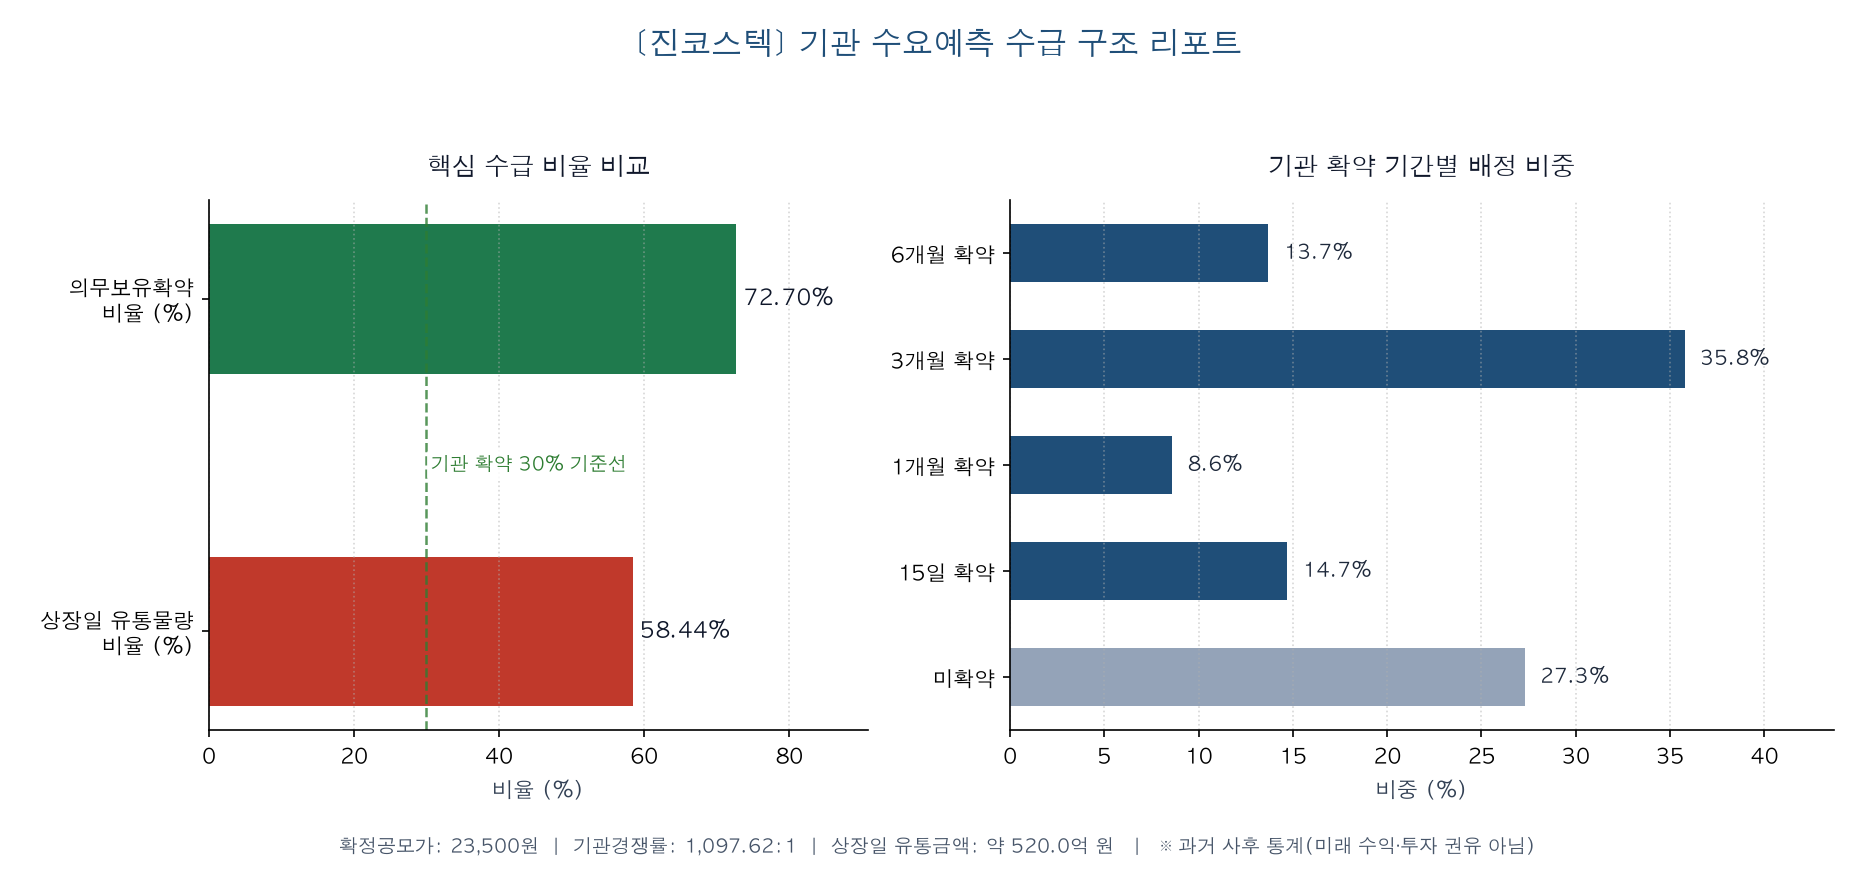 〔진코스텍〕 기관 수요예측 수급 구조 리포트
핵심 수급 비율 비교
의무보유확약
비율 (%)
72.70%
기관 확약 30% 기준선
상장일 유통물량
비율 (%)
58.44%
0 20 40 60 80
비율 (%)
기관 확약 기간별 배정 비중
6개월 확약 13.7%
3개월 확약 35.8%
1개월 확약 8.6%
15일 확약 14.7%
미확약 27.3%
0 5 10 15 20 25 30 35 40
비중 (%)
확정공모가: 23,500원 | 기관경쟁률: 1,097.62:1 | 상장일 유통금액: 약 520.0억 원 | ※ 과거 사후 통계(미래 수익·투자 권유 아님)